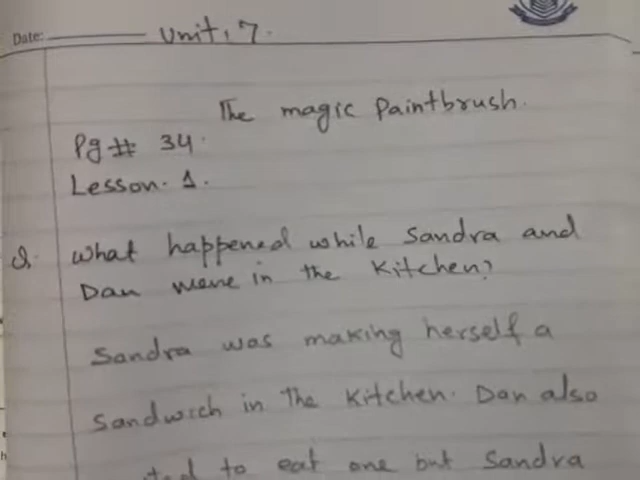 Date:
Unit: 7.
The magic Paintbrush.
Pg # 34.
Lesson. 1.
Q. What happened while Sandra and
Dan were in the Kitchen?
Sandra was making herself a
Sandwich in The Kitchen. Dan also
to eat one but Sandra